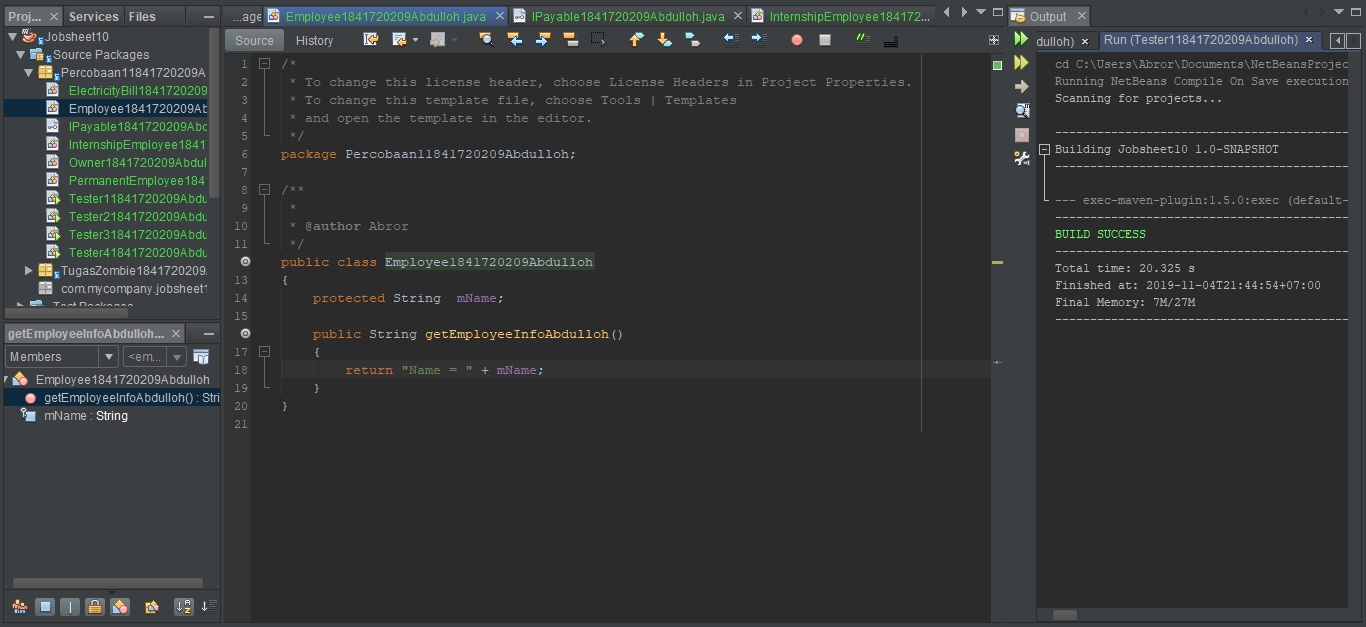 Proj... Services Files
Jobsheet10
Source Packages
Percobaan11841720209A
ElectricityBill1841720209
Employee1841720209Ab
IPayable1841720209Abd
InternshipEmployee1841
Owner1841720209Abdul
PermanentEmployee184
Tester11841720209Abdu
Tester21841720209Abdu
Tester31841720209Abdu
Tester41841720209Abdu
TugasZombie1841720209.
com.mycompany.jobsheet1
Test Packages
getEmployeeInfoAbdulloh...
Members <em...
Employee1841720209Abdulloh
getEmployeeInfoAbdulloh() : Stri
mName : String
...age Employee1841720209Abdulloh.java IPayable1841720209Abdulloh.java InternshipEmployee184172...
Source History
1 /*
2 * To change this license header, choose License Headers in Project Properties.
3 * To change this template file, choose Tools | Templates
4 * and open the template in the editor.
5 */
6 package Percobaan11841720209Abdulloh;
7
8 /**
9 *
10 * @author Abror
11 */
public class Employee1841720209Abdulloh
13 {
14 protected String mName;
15
public String getEmployeeInfoAbdulloh()
17 {
18 return "Name = " + mName;
19 }
20 }
21
Output
dulloh) Run (Tester11841720209Abdulloh)
cd C:\Users\Abror\Documents\NetBeansProjec
Running NetBeans Compile On Save execution
Scanning for projects...
------------------------------------------
Building Jobsheet10 1.0-SNAPSHOT
------------------------------------------
--- exec-maven-plugin:1.5.0:exec (default-
------------------------------------------
BUILD SUCCESS
------------------------------------------
Total time: 20.325 s
Finished at: 2019-11-04T21:44:54+07:00
Final Memory: 7M/27M
------------------------------------------